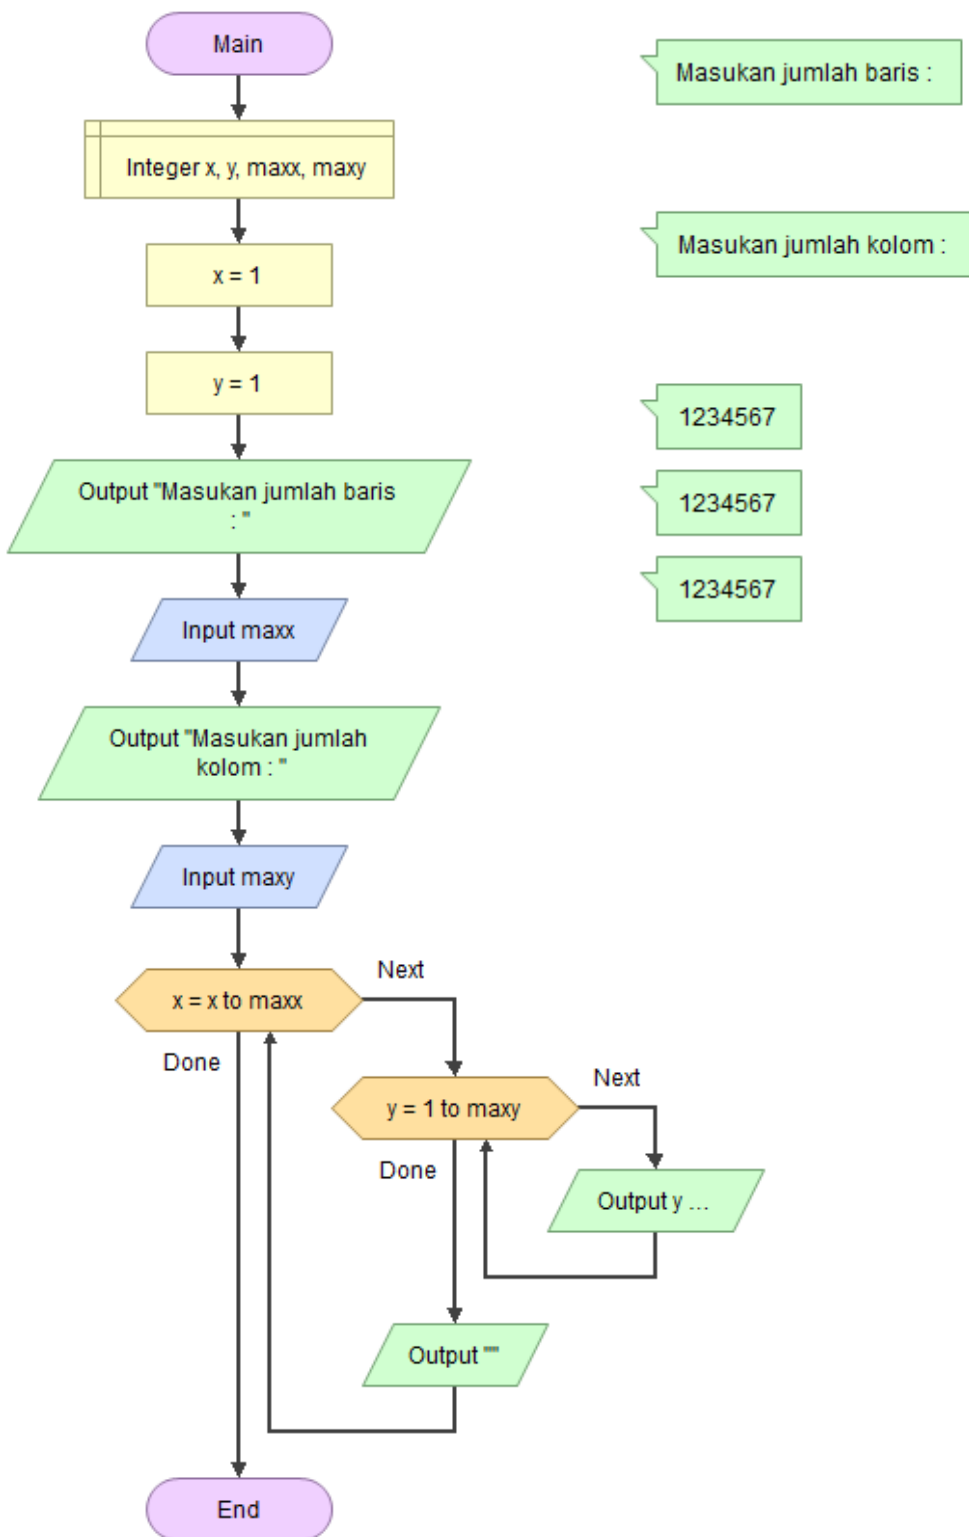 Main
Integer x, y, maxx, maxy
x = 1
y = 1
Output "Masukan jumlah baris
: "
Input maxx
Output "Masukan jumlah
kolom : "
Input maxy
x = x to maxx
Next
Done
y = 1 to maxy
Next
Done
Output y ...
Output ""
End
Masukan jumlah baris :
Masukan jumlah kolom :
1234567
1234567
1234567